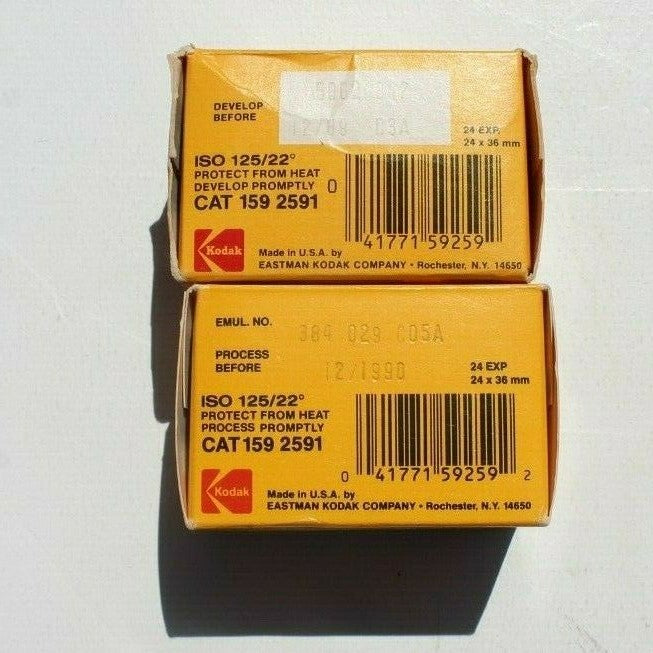 DEVELOP
BEFORE
24 EXP.
24 x 36 mm
ISO 125/22°
PROTECT FROM HEAT
DEVELOP PROMPTLY
CAT 159 2591
0
41771 59259
Kodak
Made in U.S.A. by
EASTMAN KODAK COMPANY • Rochester, N.Y. 14650
EMUL. NO.
384 029 C05A
PROCESS
BEFORE
12/1990
24 EXP
24 x 36 mm
ISO 125/22°
PROTECT FROM HEAT
PROCESS PROMPTLY
CAT 159 2591
0
41771 59259
2
Kodak
Made in U.S.A. by
EASTMAN KODAK COMPANY • Rochester, N.Y. 14650